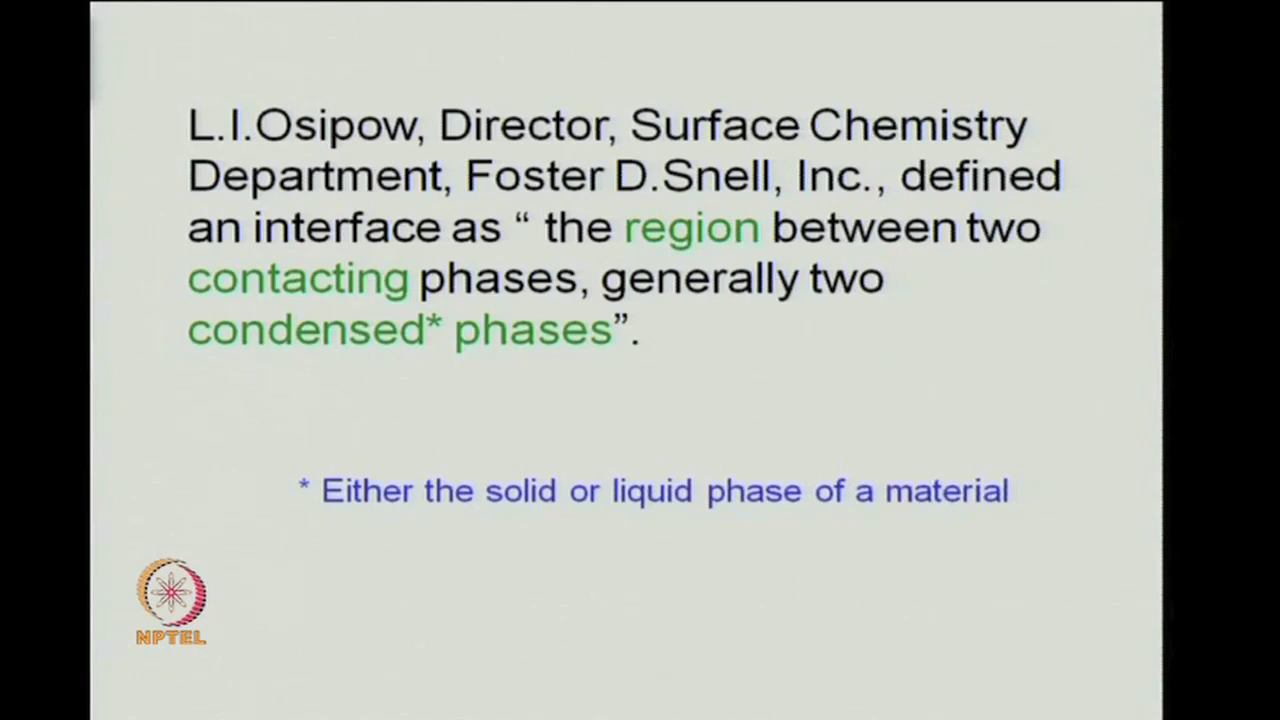 L.I.Osipow, Director, Surface Chemistry
Department, Foster D.Snell, Inc., defined
an interface as “ the region between two
contacting phases, generally two
condensed* phases”.
* Either the solid or liquid phase of a material
NPTEL